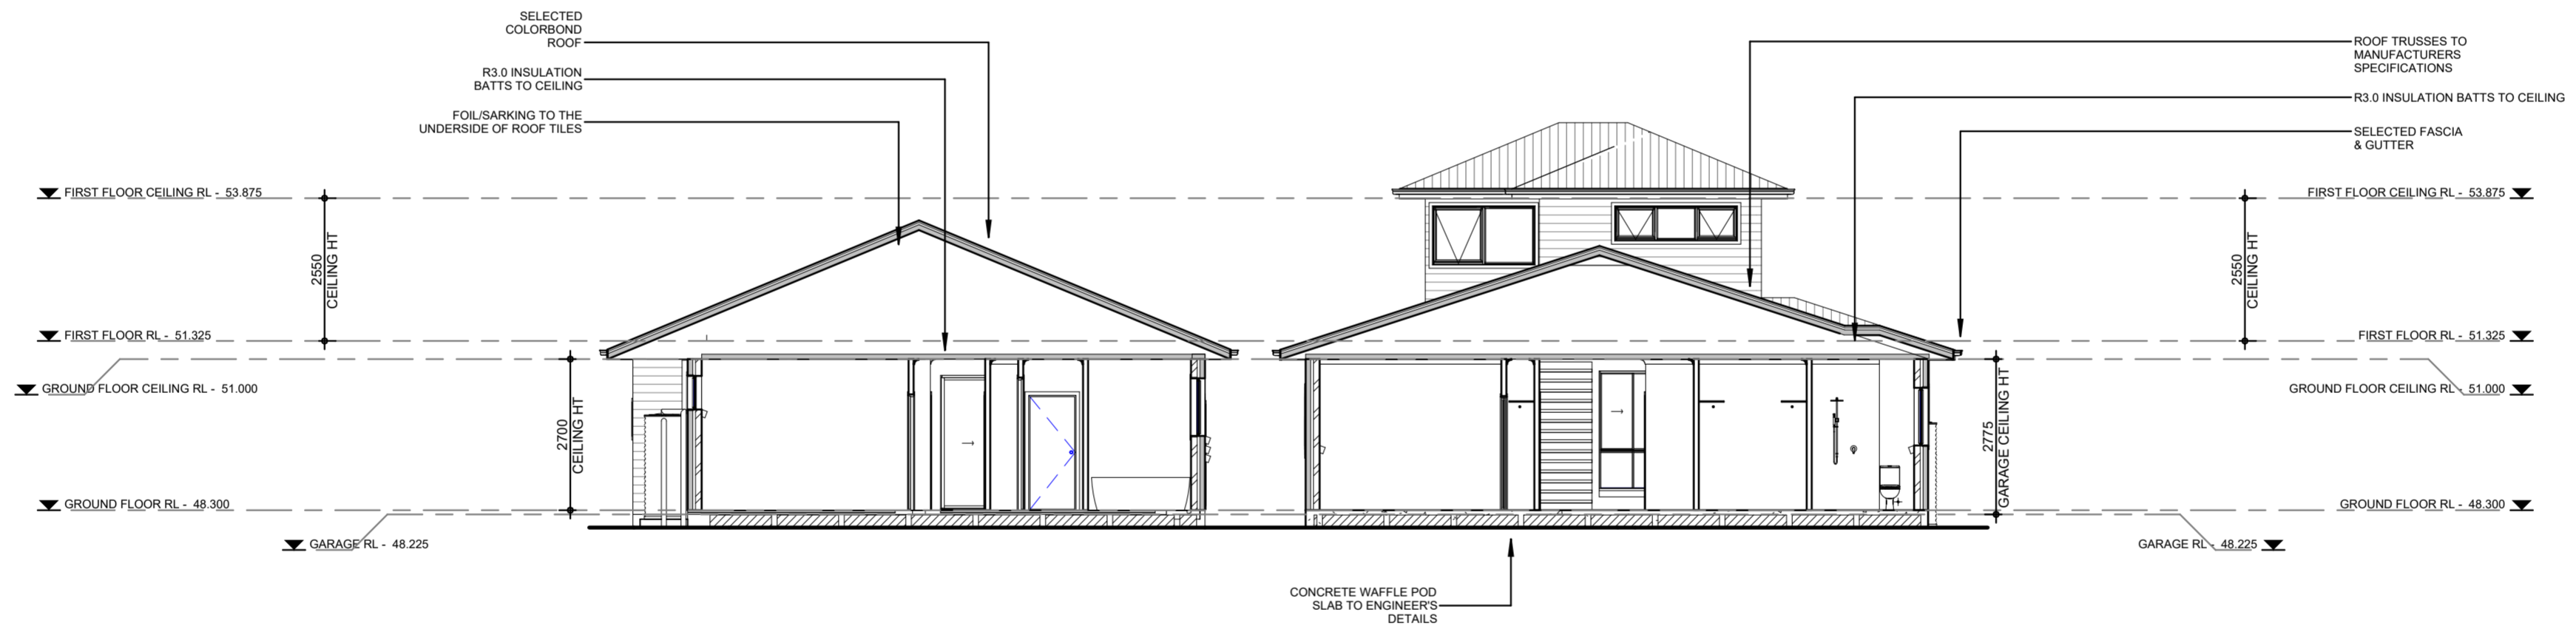 SELECTED
COLORBOND
ROOF
R3.0 INSULATION
BATTS TO CEILING
FOIL/SARKING TO THE
UNDERSIDE OF ROOF TILES
ROOF TRUSSES TO
MANUFACTURERS
SPECIFICATIONS
R3.0 INSULATION BATTS TO CEILING
SELECTED FASCIA
& GUTTER
FIRST FLOOR CEILING RL - 53.875
2550
CEILING HT
FIRST FLOOR RL - 51.325
GROUND FLOOR CEILING RL - 51.000
2700
CEILING HT
GROUND FLOOR RL - 48.300
GARAGE RL - 48.225
FIRST FLOOR CEILING RL - 53.875
2550
CEILING HT
FIRST FLOOR RL - 51.325
GROUND FLOOR CEILING RL - 51.000
2775
GARAGE CEILING HT
GROUND FLOOR RL - 48.300
GARAGE RL - 48.225
CONCRETE WAFFLE POD
SLAB TO ENGINEER'S
DETAILS